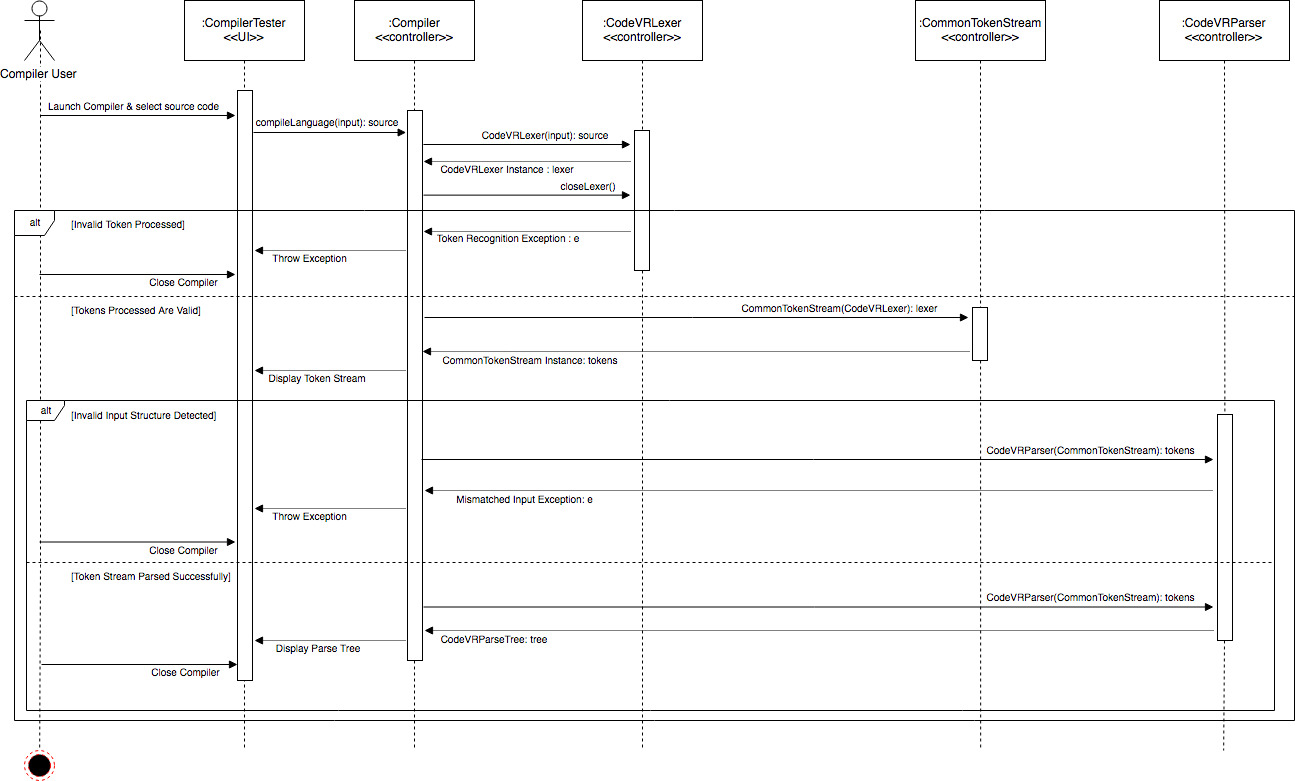 :CompilerTester
<<UI>>
:Compiler
<<controller>>
:CodeVRLexer
<<controller>>
:CommonTokenStream
<<controller>>
:CodeVRParser
<<controller>>
Compiler User
Launch Compiler & select source code
compileLanguage(input): source
CodeVRLexer(input): source
CodeVRLexer Instance : lexer
closeLexer()
alt
[Invalid Token Processed]
Token Recognition Exception : e
Throw Exception
Close Compiler
[Tokens Processed Are Valid]
CommonTokenStream(CodeVRLexer): lexer
CommonTokenStream Instance: tokens
Display Token Stream
alt
[Invalid Input Structure Detected]
CodeVRParser(CommonTokenStream): tokens
Mismatched Input Exception: e
Throw Exception
Close Compiler
[Token Stream Parsed Successfully]
CodeVRParser(CommonTokenStream): tokens
CodeVRParseTree: tree
Display Parse Tree
Close Compiler